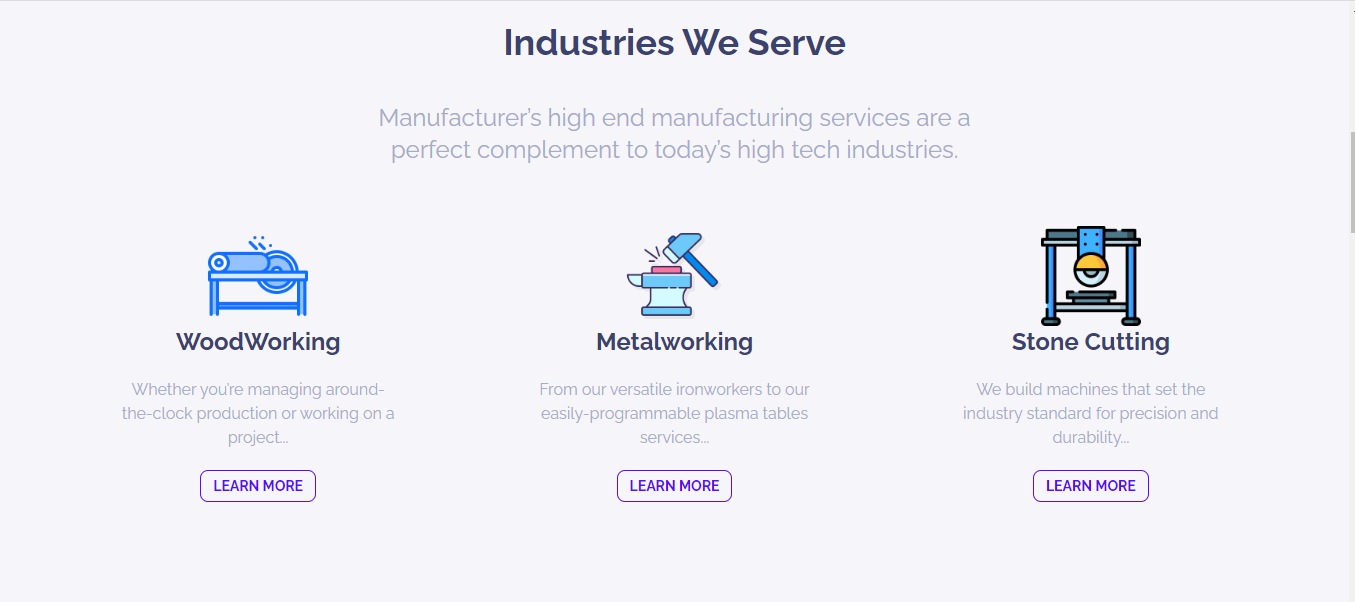 Industries We Serve
Manufacturer’s high end manufacturing services are a
perfect complement to today’s high tech industries.
WoodWorking
Whether you’re managing around-
the-clock production or working on a
project...
LEARN MORE
Metalworking
From our versatile ironworkers to our
easily-programmable plasma tables
services...
LEARN MORE
Stone Cutting
We build machines that set the
industry standard for precision and
durability...
LEARN MORE